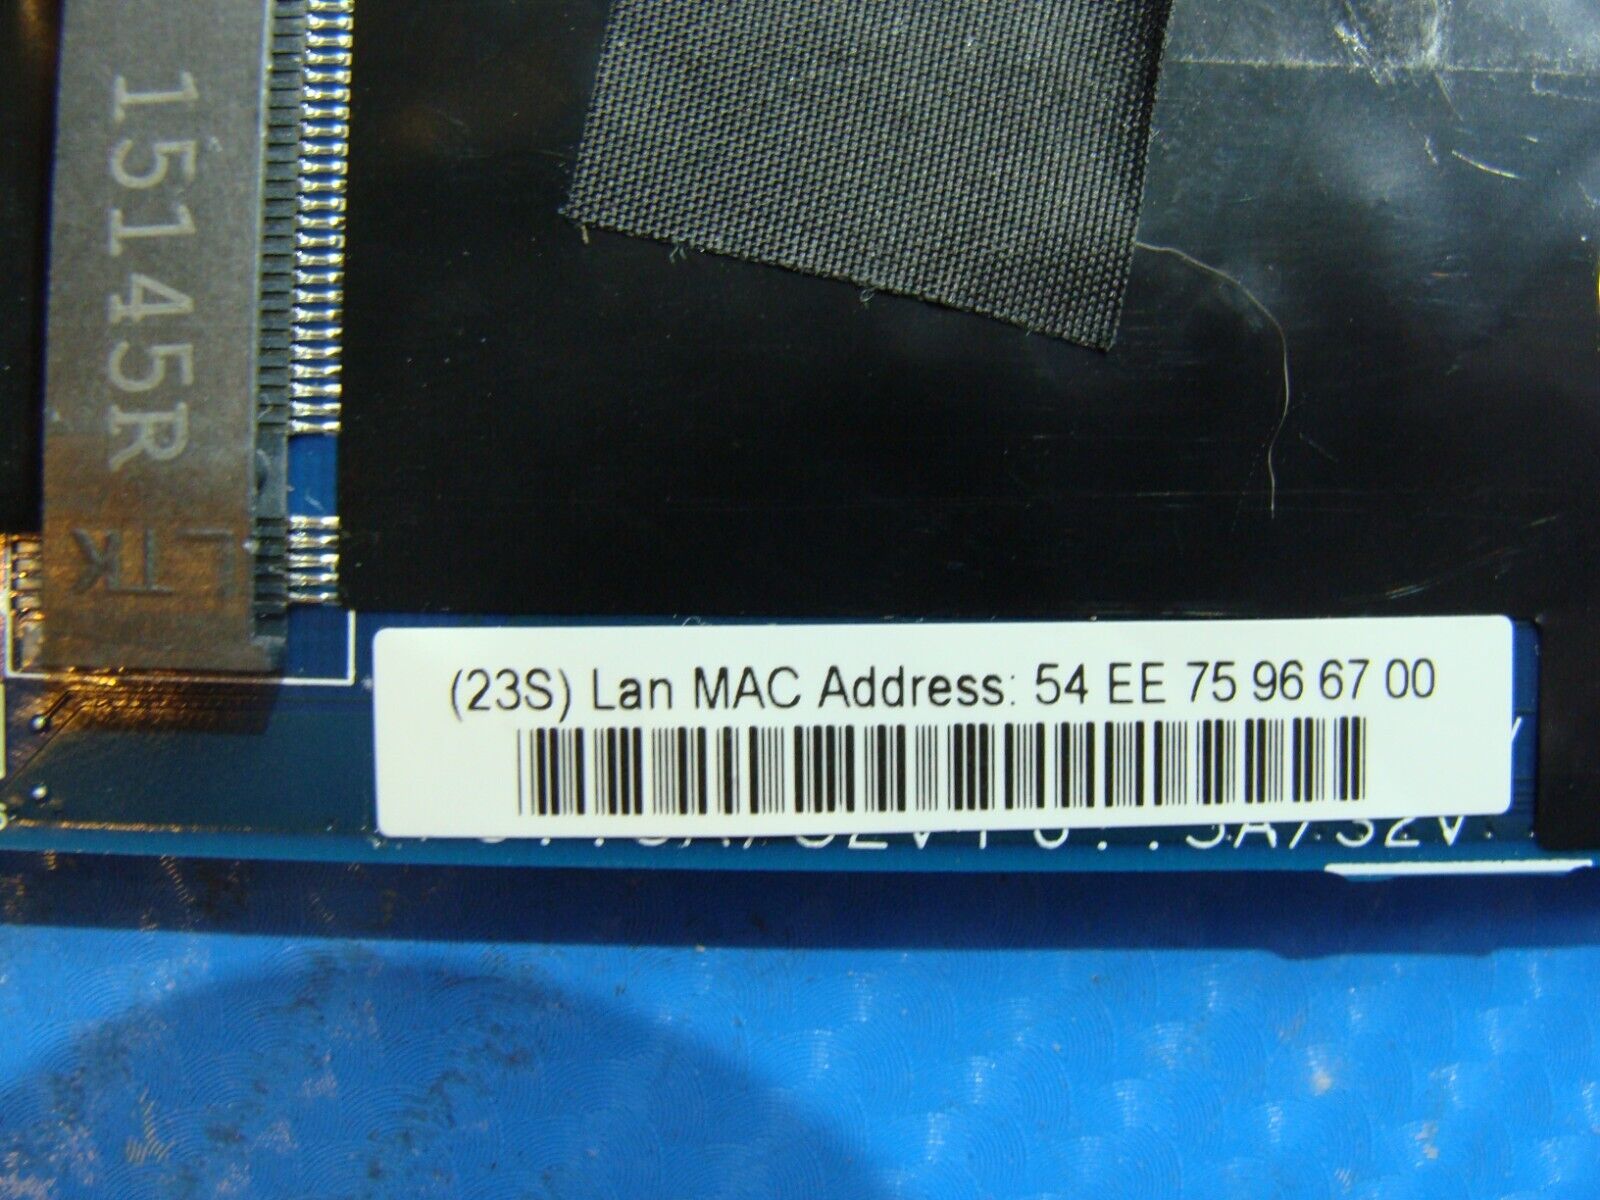 15145R
LTK
(23S) Lan MAC Address: 54 EE 75 96 67 00